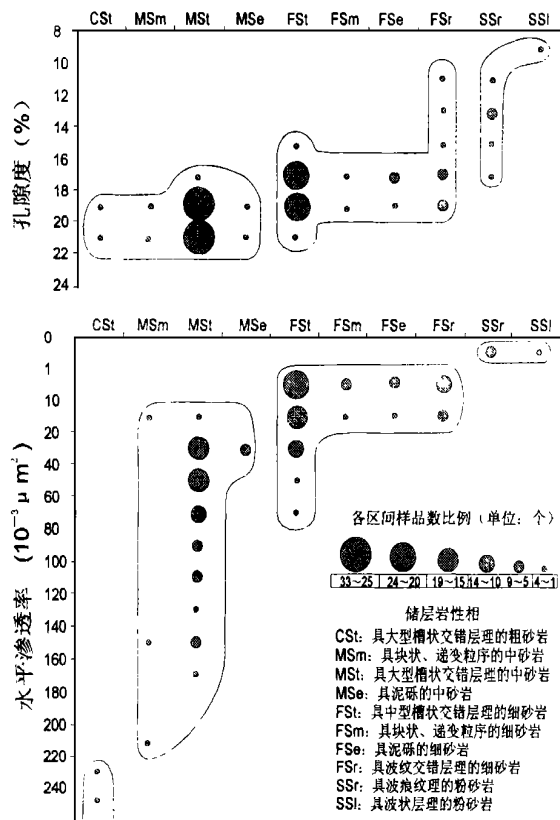 CSt MSm MSt MSe FSt FSm FSe FSr SSr SSl
8
10
12
14
16
18
20
22
24
孔隙度 (%)
CSt MSm MSt MSe FSt FSm FSe FSr SSr SSl
0
1
10
20
40
70
90
100
120
150
180
210
220
240
水平渗透率 (10⁻³ μm²)
各区间样品数比例 (单位: 个)
33~25 24~20 19~15 14~10 9~5 4~1
储层岩性相
CSt: 具大型槽状交错层理的粗砂岩
MSm: 具块状、递变粒序的中砂岩
MSt: 具大型槽状交错层理的中砂岩
MSe: 具泥砾的中砂岩
FSt: 具中型槽状交错层理的细砂岩
FSm: 具块状、递变粒序的细砂岩
FSe: 具泥砾的细砂岩
FSr: 具波纹交错层理的细砂岩
SSr: 具波痕纹理的粉砂岩
SSl: 具波状层理的粉砂岩